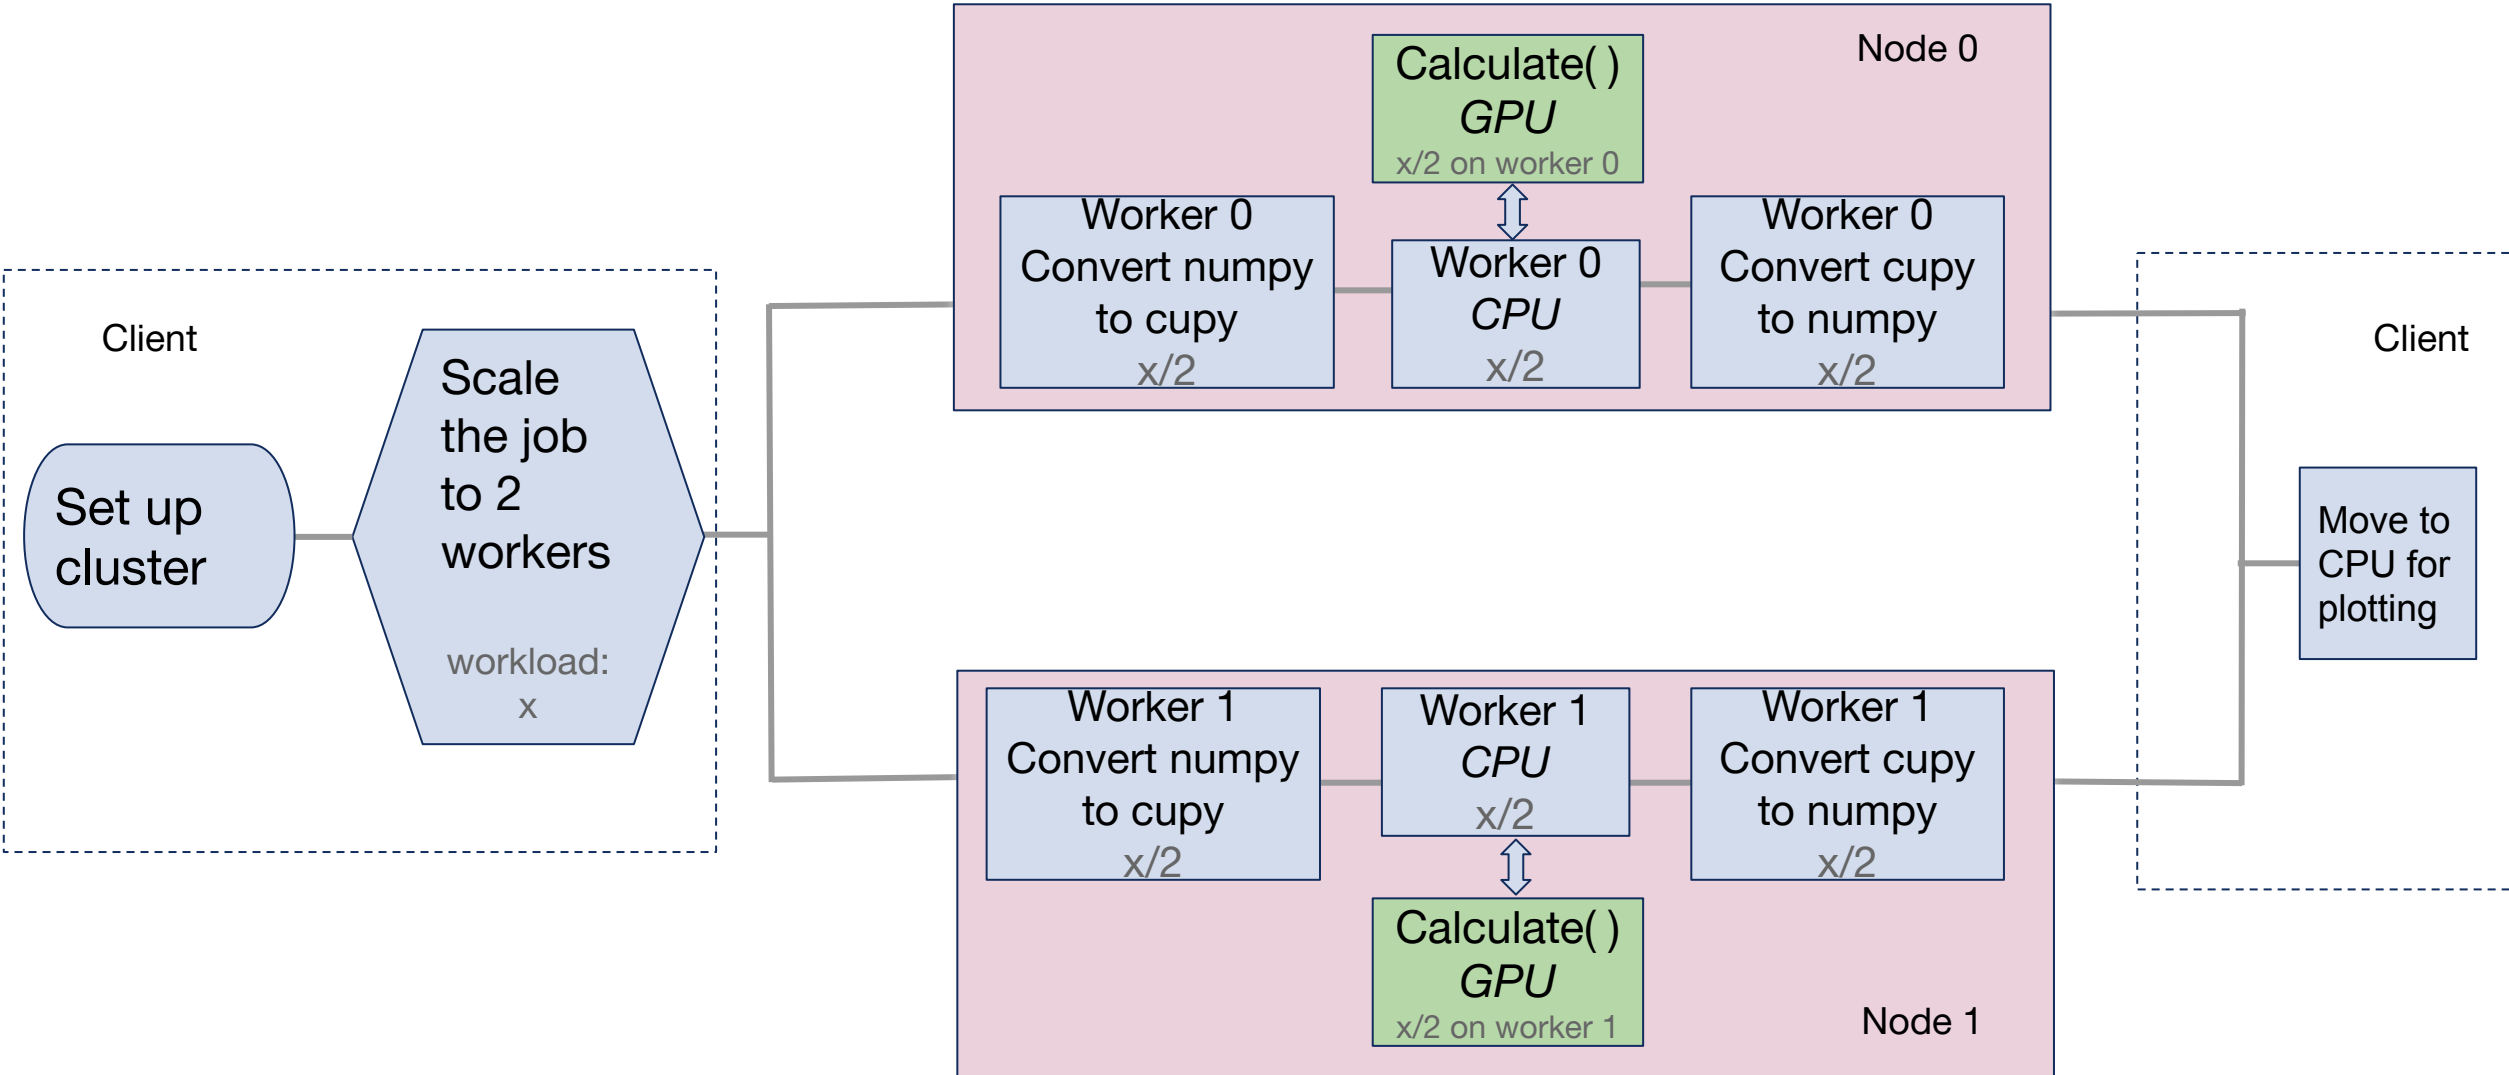 Client
Set up
cluster
Scale
the job
to 2
workers
workload:
x
Node 0
Calculate( )
GPU
x/2 on worker 0
Worker 0
Convert numpy
to cupy
x/2
Worker 0
CPU
x/2
Worker 0
Convert cupy
to numpy
x/2
Worker 1
Convert numpy
to cupy
x/2
Worker 1
CPU
x/2
Worker 1
Convert cupy
to numpy
x/2
Calculate( )
GPU
x/2 on worker 1
Node 1
Client
Move to
CPU for
plotting